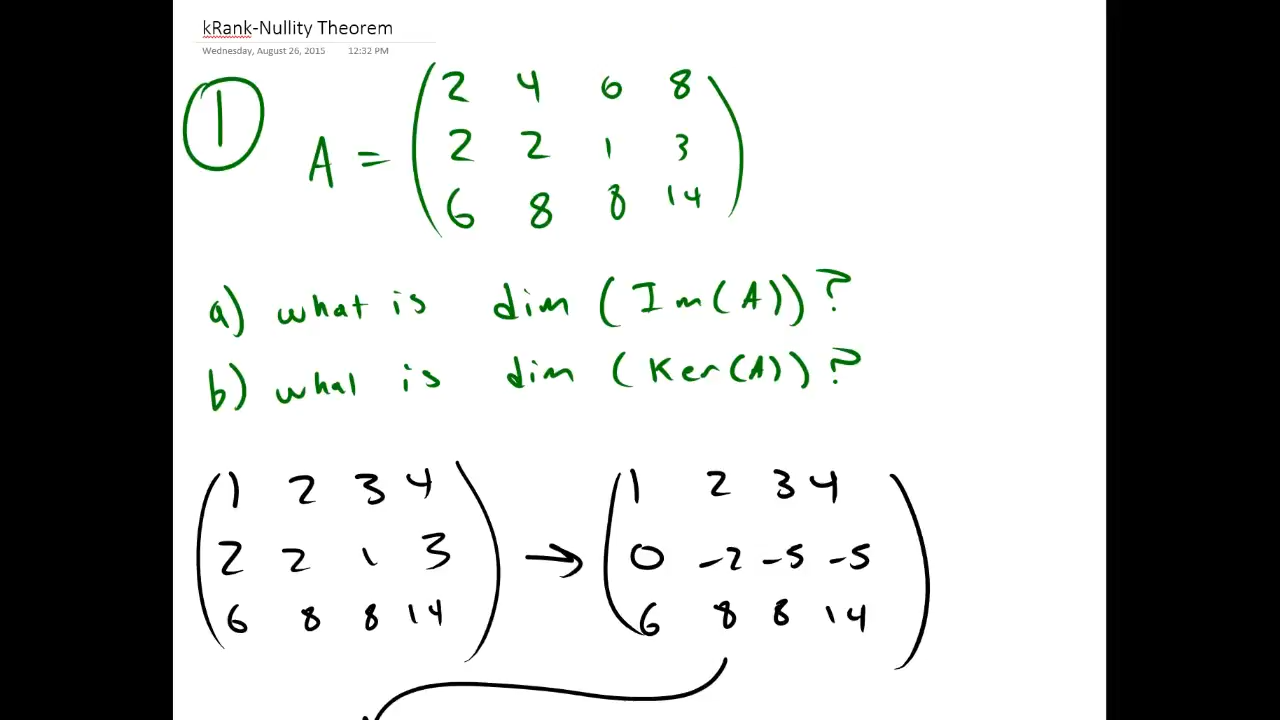 kRank-Nullity Theorem
Wednesday, August 26, 2015 12:32 PM
1
2 4 6 8
A = 2 2 1 3
6 8 8 14
a) what is dim (Im(A))?
b) what is dim (Ker(A))?
1 2 3 4 1 2 3 4
2 2 1 3 → 0 -2 -5 -5
6 8 8 14 6 8 8 14